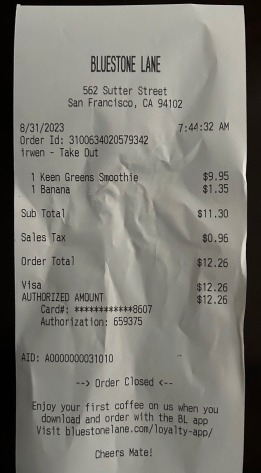 BLUESTONE LANE
562 Sutter Street
San Francisco, CA 94102
8/31/2023 7:44:32 AM
Order Id: 3100634020579342
irwen - Take Out
1 Keen Greens Smoothie $9.95
1 Banana $1.35
Sub Total $11.30
Sales Tax $0.96
Order Total $12.26
Visa $12.26
AUTHORIZED AMOUNT $12.26
Card#: ************8607
Authorization: 659375
AID: A0000000031010
--> Order Closed <--
Enjoy your first coffee on us when you
download and order with the BL app
Visit bluestonelane.com/loyalty-app/
Cheers Mate!